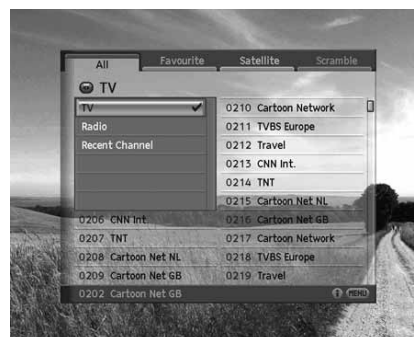 All Favourite Satellite Scramble
TV
TV
Radio
Recent Channel
0206 CNN Int.
0207 TNT
0208 Cartoon Net NL
0209 Cartoon Net GB
0210 Cartoon Network
0211 TVBS Europe
0212 Travel
0213 CNN Int.
0214 TNT
0215 Cartoon Net NL
0216 Cartoon Net GB
0217 Cartoon Network
0218 TVBS Europe
0219 Travel
0202 Cartoon Net GB
i MENU